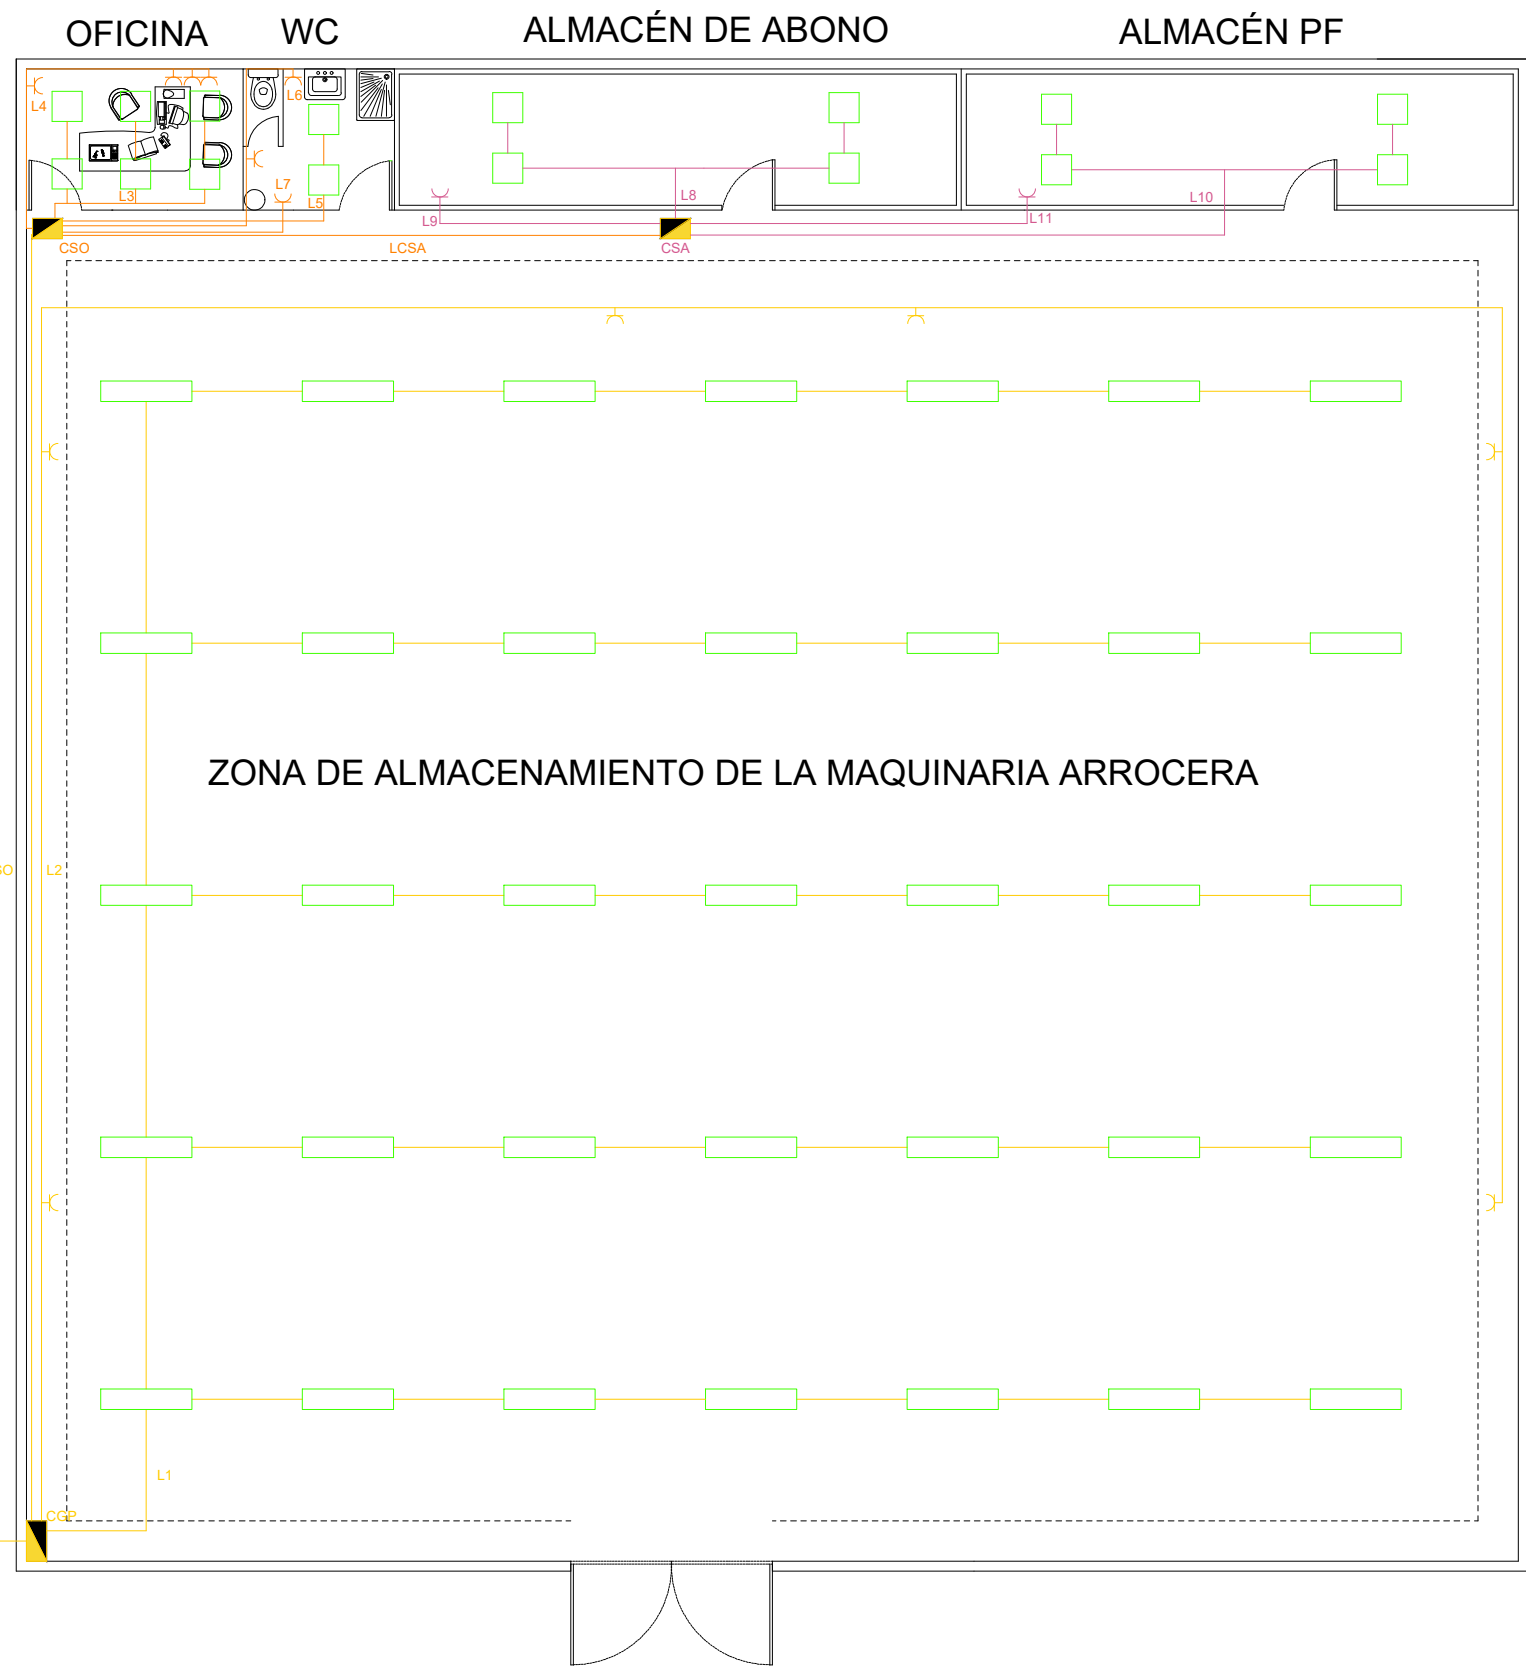 OFICINA
WC
ALMACÉN DE ABONO
ALMACÉN PF
L4
L6
L3
L7
L5
L9
L8
L10
L11
CSO
LCSA
CSA
ZONA DE ALMACENAMIENTO DE LA MAQUINARIA ARROCERA
L2
L1
CGP